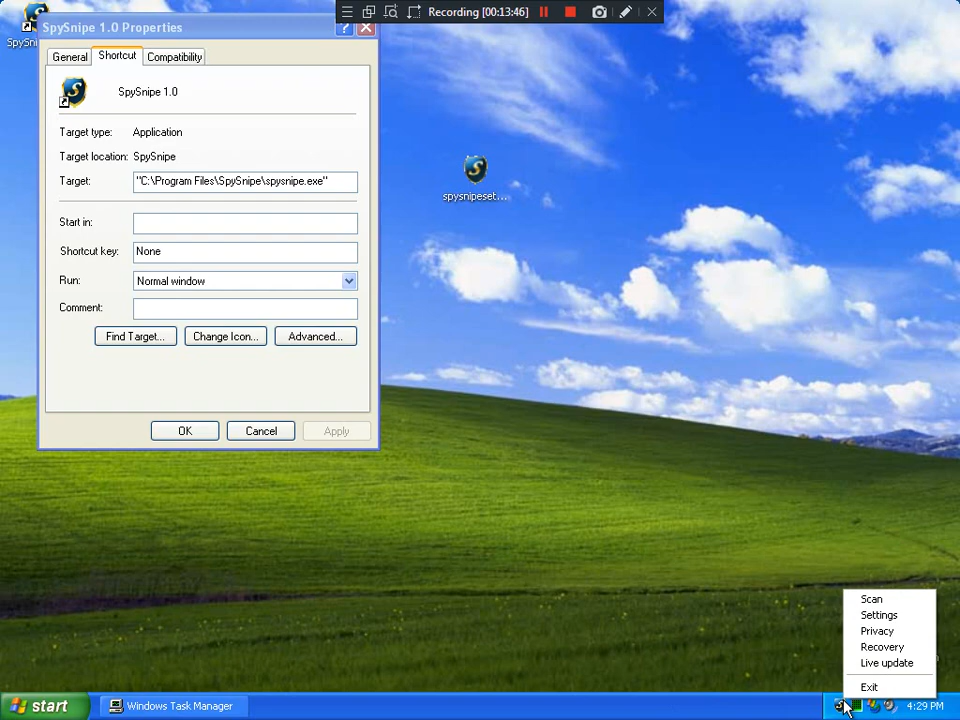 Recording [00:13:46]
SpySnipe 1.0 Properties
General Shortcut Compatibility
SpySnipe 1.0
Target type: Application
Target location: SpySnipe
Target: "C:\Program Files\SpySnipe\spysnipe.exe"
Start in:
Shortcut key: None
Run: Normal window
Comment:
Find Target... Change Icon... Advanced...
OK Cancel Apply
spysnipeset...
Scan
Settings
Privacy
Recovery
Live update
Exit
start Windows Task Manager 4:29 PM